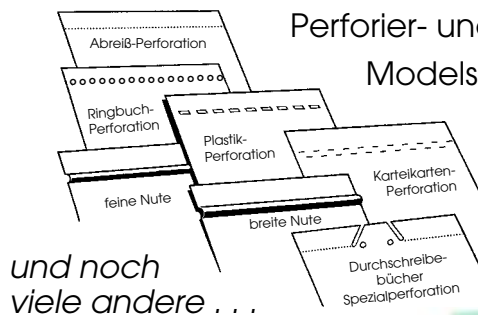 Perforier- und
Models
Abreiß-Perforation
Ringbuch-
Perforation
Plastik-
Perforation
Karteikarten-
Perforation
feine Nute
breite Nute
Durchschreibe-
bücher
Spezialperforation
und noch
viele andere . . .